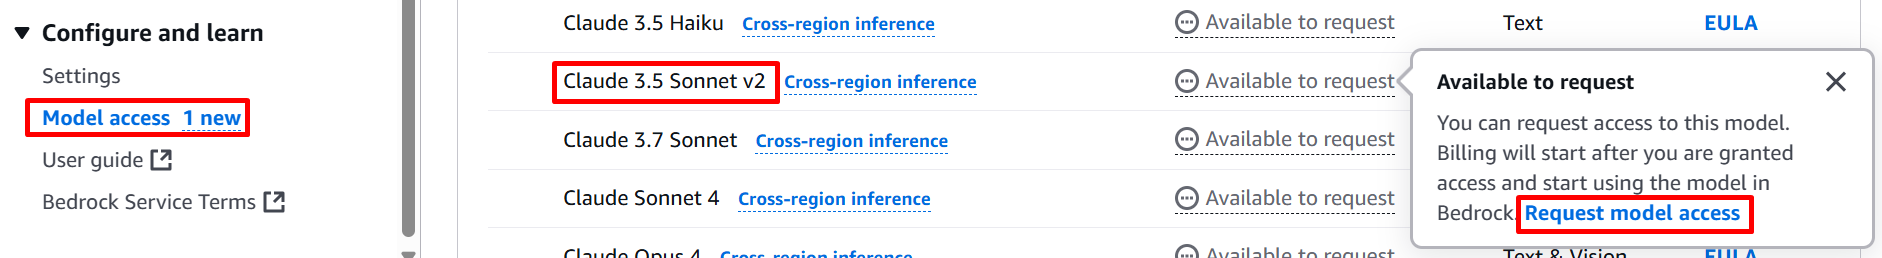 Configure and learn
Settings
Model access 1 new
User guide
Bedrock Service Terms
Claude 3.5 Haiku Cross-region inference Available to request Text EULA
Claude 3.5 Sonnet v2 Cross-region inference Available to request
Claude 3.7 Sonnet Cross-region inference Available to request
Claude Sonnet 4 Cross-region inference Available to request
Claude Opus 4 Cross-region inference Available to request Text & Vision EULA
Available to request
You can request access to this model.
Billing will start after you are granted
access and start using the model in
Bedrock. Request model access